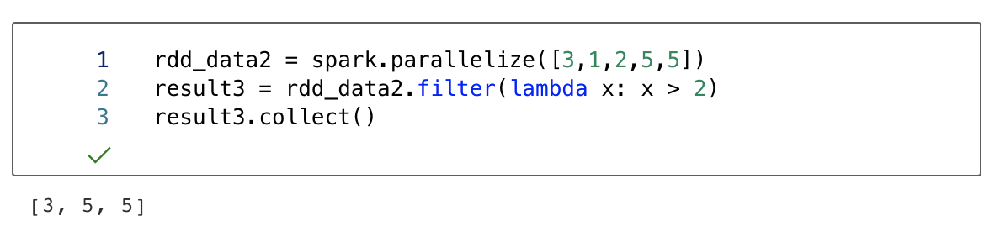 1 rdd_data2 = spark.parallelize([3,1,2,5,5])
2 result3 = rdd_data2.filter(lambda x: x > 2)
3 result3.collect()
[3, 5, 5]